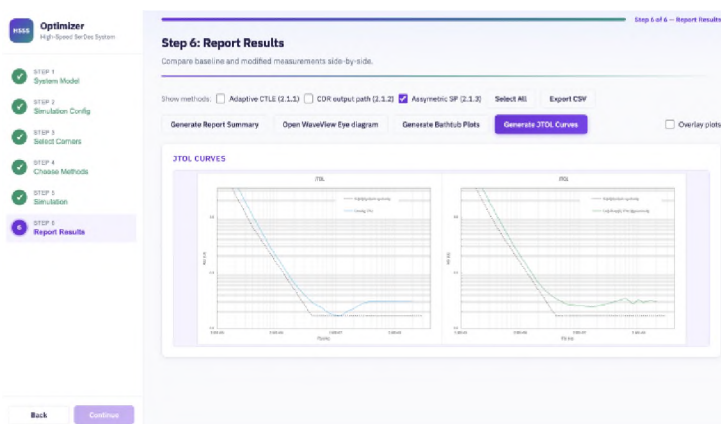 HSSS
Optimizer
High-Speed SerDes System
Step 6 of 6 — Report Results
STEP 1
System Model
STEP 2
Simulation Config
STEP 3
Select Corners
STEP 4
Choose Methods
STEP 5
Simulation
6
STEP 6
Report Results
Back
Continue
Step 6: Report Results
Compare baseline and modified measurements side-by-side.
Show methods:
Adaptive CTLE (2.1.1)
CDR output path (2.1.2)
Assymetric SP (2.1.3)
Select All
Export CSV
Generate Report Summary
Open WaveView Eye diagram
Generate Bathtub Plots
Generate JTOL Curves
Overlay plots
JTOL CURVES
JTOL
JTOL